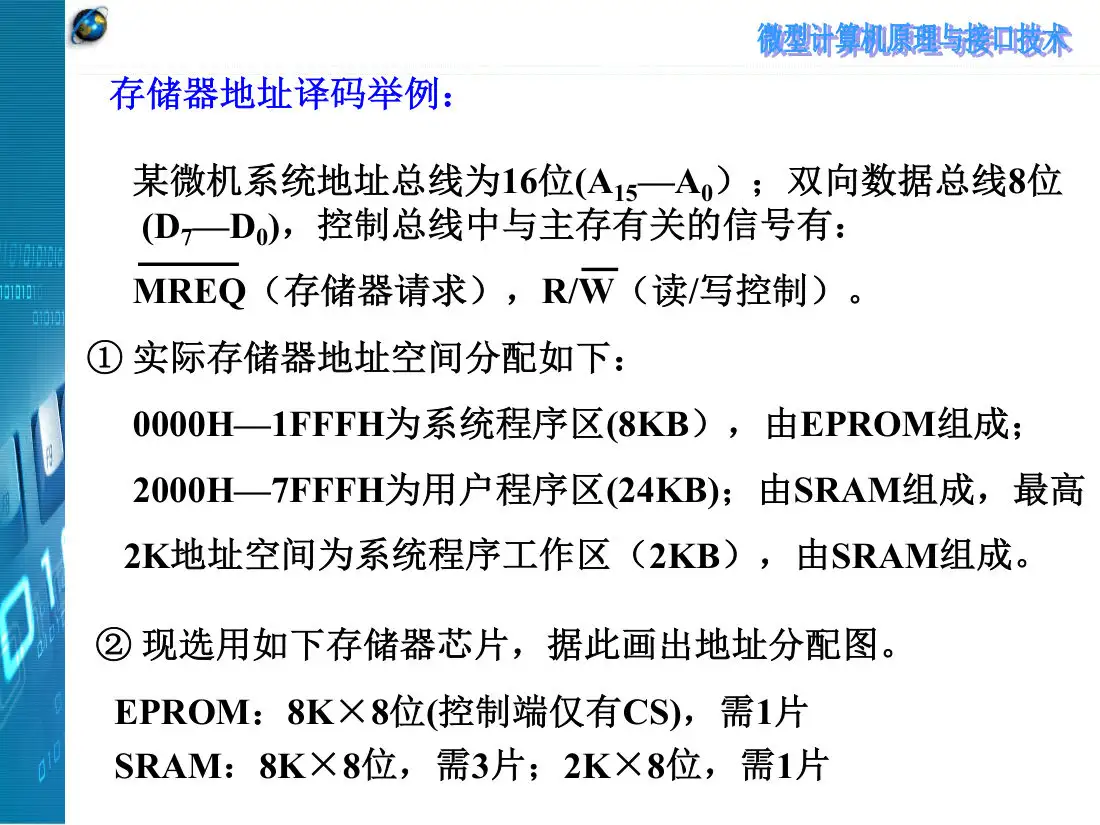 微型计算机原理与接口技术
存储器地址译码举例：
某微机系统地址总线为16位(A15—A0）；双向数据总线8位
(D7—D0)，控制总线中与主存有关的信号有：
MREQ（存储器请求），R/W（读/写控制）。
① 实际存储器地址空间分配如下：
0000H—1FFFH为系统程序区(8KB），由EPROM组成；
2000H—7FFFH为用户程序区(24KB)；由SRAM组成，最高
2K地址空间为系统程序工作区（2KB），由SRAM组成。
② 现选用如下存储器芯片，据此画出地址分配图。
EPROM：8K×8位(控制端仅有CS)，需1片
SRAM：8K×8位，需3片；2K×8位，需1片